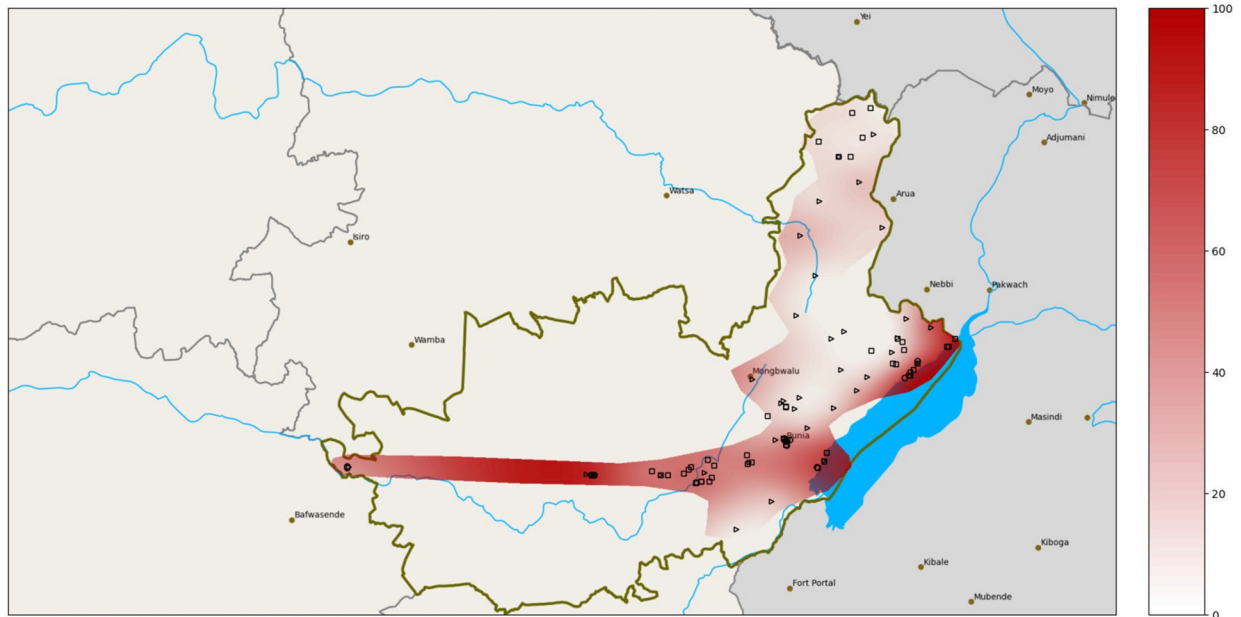 Yei
100
Moyo
Nimule
80
Adjumani
Watsa
Arua
Isiro
60
Nebbi
Pakwach
Wamba
40
Mongbwalu
Masindi
Bunia
20
Bafwasende
Kiboga
Kibale
Fort Portal
Mubende
0